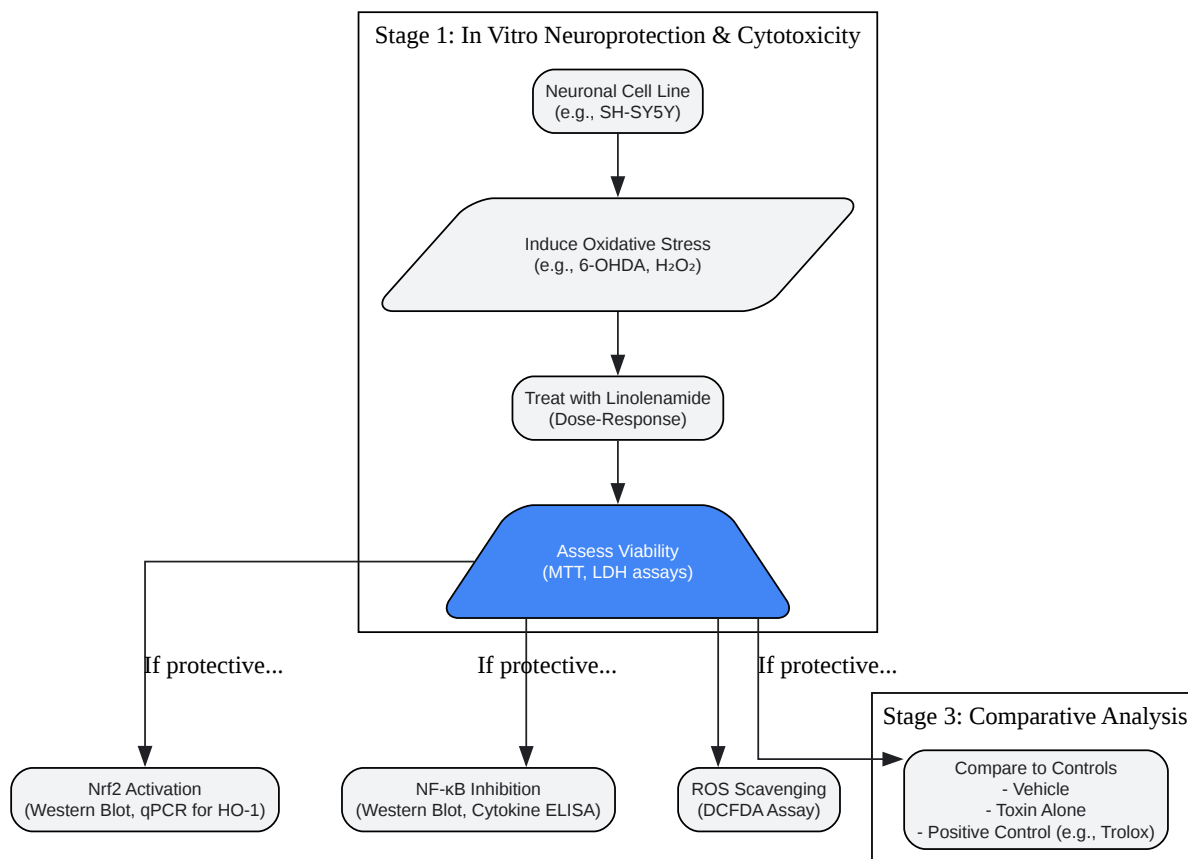 Stage 1: In Vitro Neuroprotection & Cytotoxicity
Neuronal Cell Line
(e.g., SH-SY5Y)
Induce Oxidative Stress
(e.g., 6-OHDA, H₂O₂)
Treat with Linolenamide
(Dose-Response)
Assess Viability
(MTT, LDH assays)
If protective...
If protective...
If protective...
Stage 3: Comparative Analysis
Nrf2 Activation
(Western Blot, qPCR for HO-1)
NF-κB Inhibition
(Western Blot, Cytokine ELISA)
ROS Scavenging
(DCFDA Assay)
Compare to Controls
- Vehicle
- Toxin Alone
- Positive Control (e.g., Trolox)